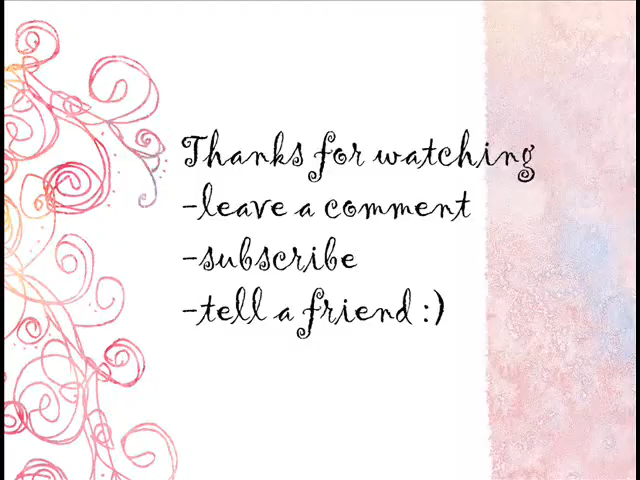 Thanks for watching
-leave a comment
-subscribe
-tell a friend :)